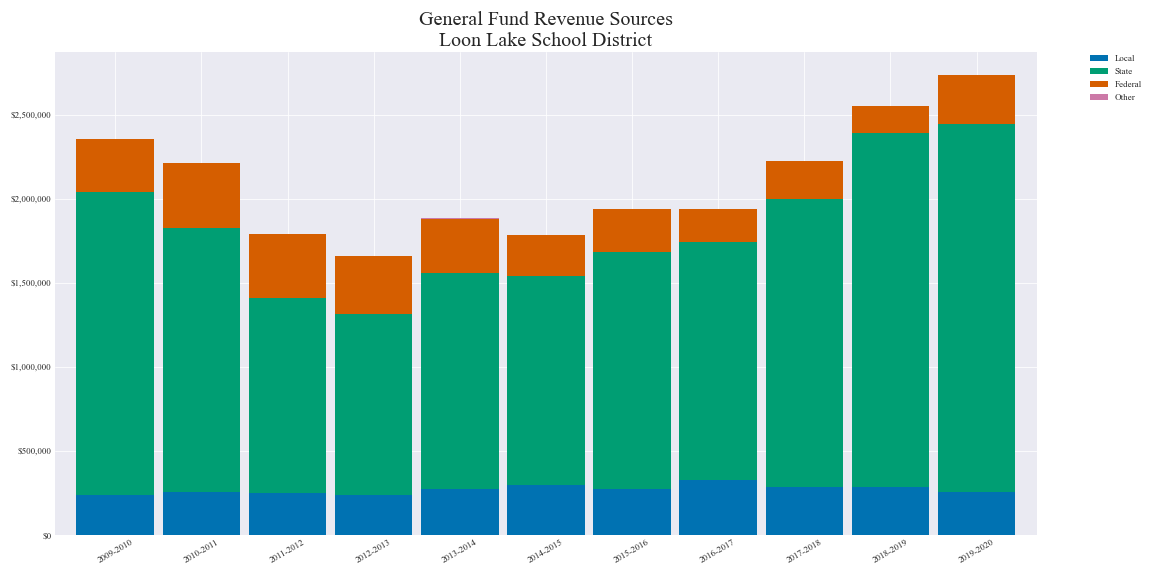 General Fund Revenue Sources
Loon Lake School District
Local
State
Federal
Other
$2,500,000
$2,000,000
$1,500,000
$1,000,000
$500,000
$0
2009-2010
2010-2011
2011-2012
2012-2013
2013-2014
2014-2015
2015-2016
2016-2017
2017-2018
2018-2019
2019-2020